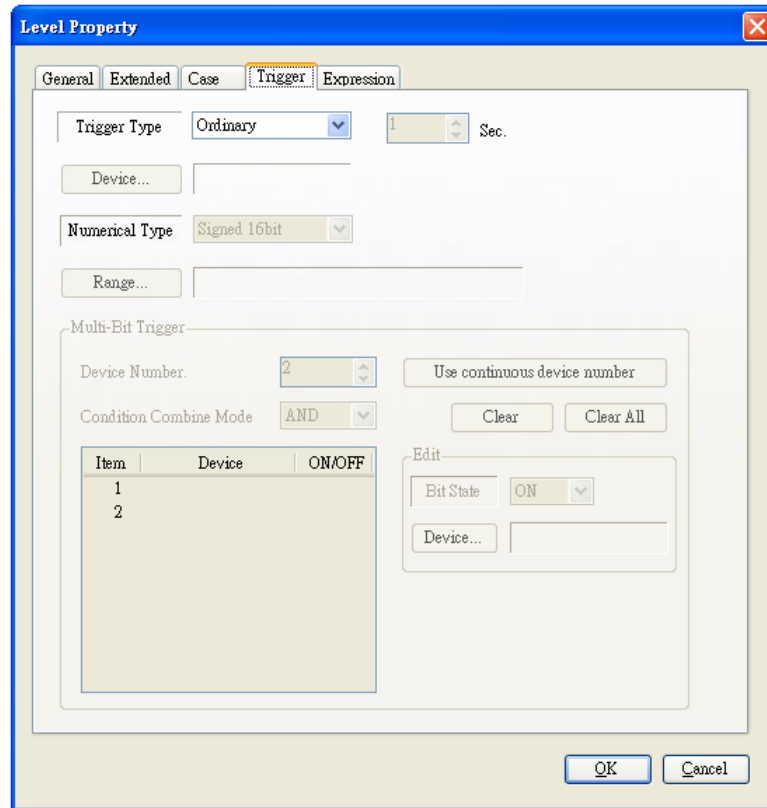 Level Property
General Extended Case Trigger Expression
Trigger Type Ordinary 1 Sec.
Device...
Numerical Type Signed 16bit
Range...
Multi-Bit Trigger
Device Number. 2 Use continuous device number
Condition Combine Mode AND Clear Clear All
Item Device ON/OFF
1
2
Edit
Bit State ON
Device...
OK Cancel